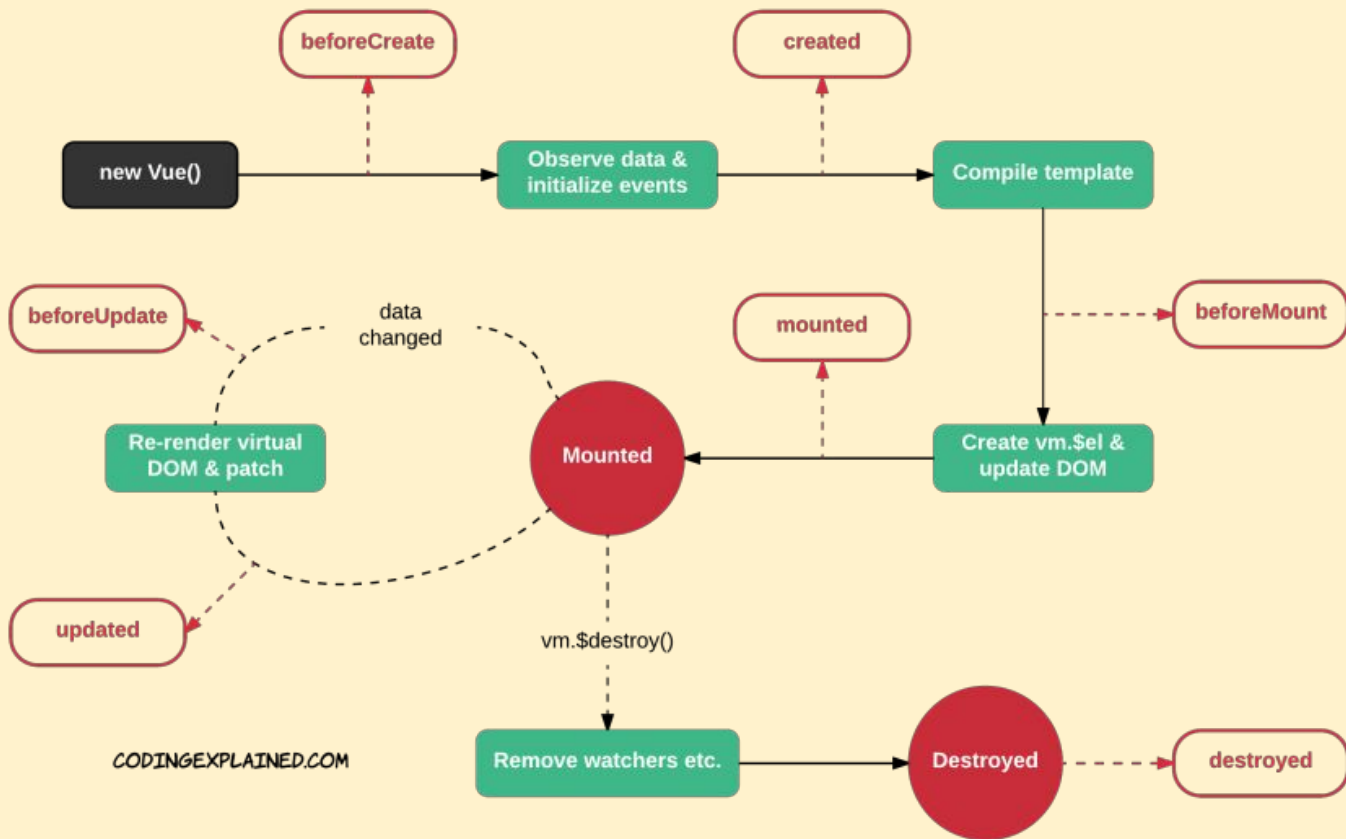 beforeCreate
created
new Vue()
Observe data &
initialize events
Compile template
beforeUpdate
data
changed
mounted
beforeMount
Re-render virtual
DOM & patch
Mounted
Create vm.$el &
update DOM
updated
vm.$destroy()
CODINGEXPLAINED.COM
Remove watchers etc.
Destroyed
destroyed